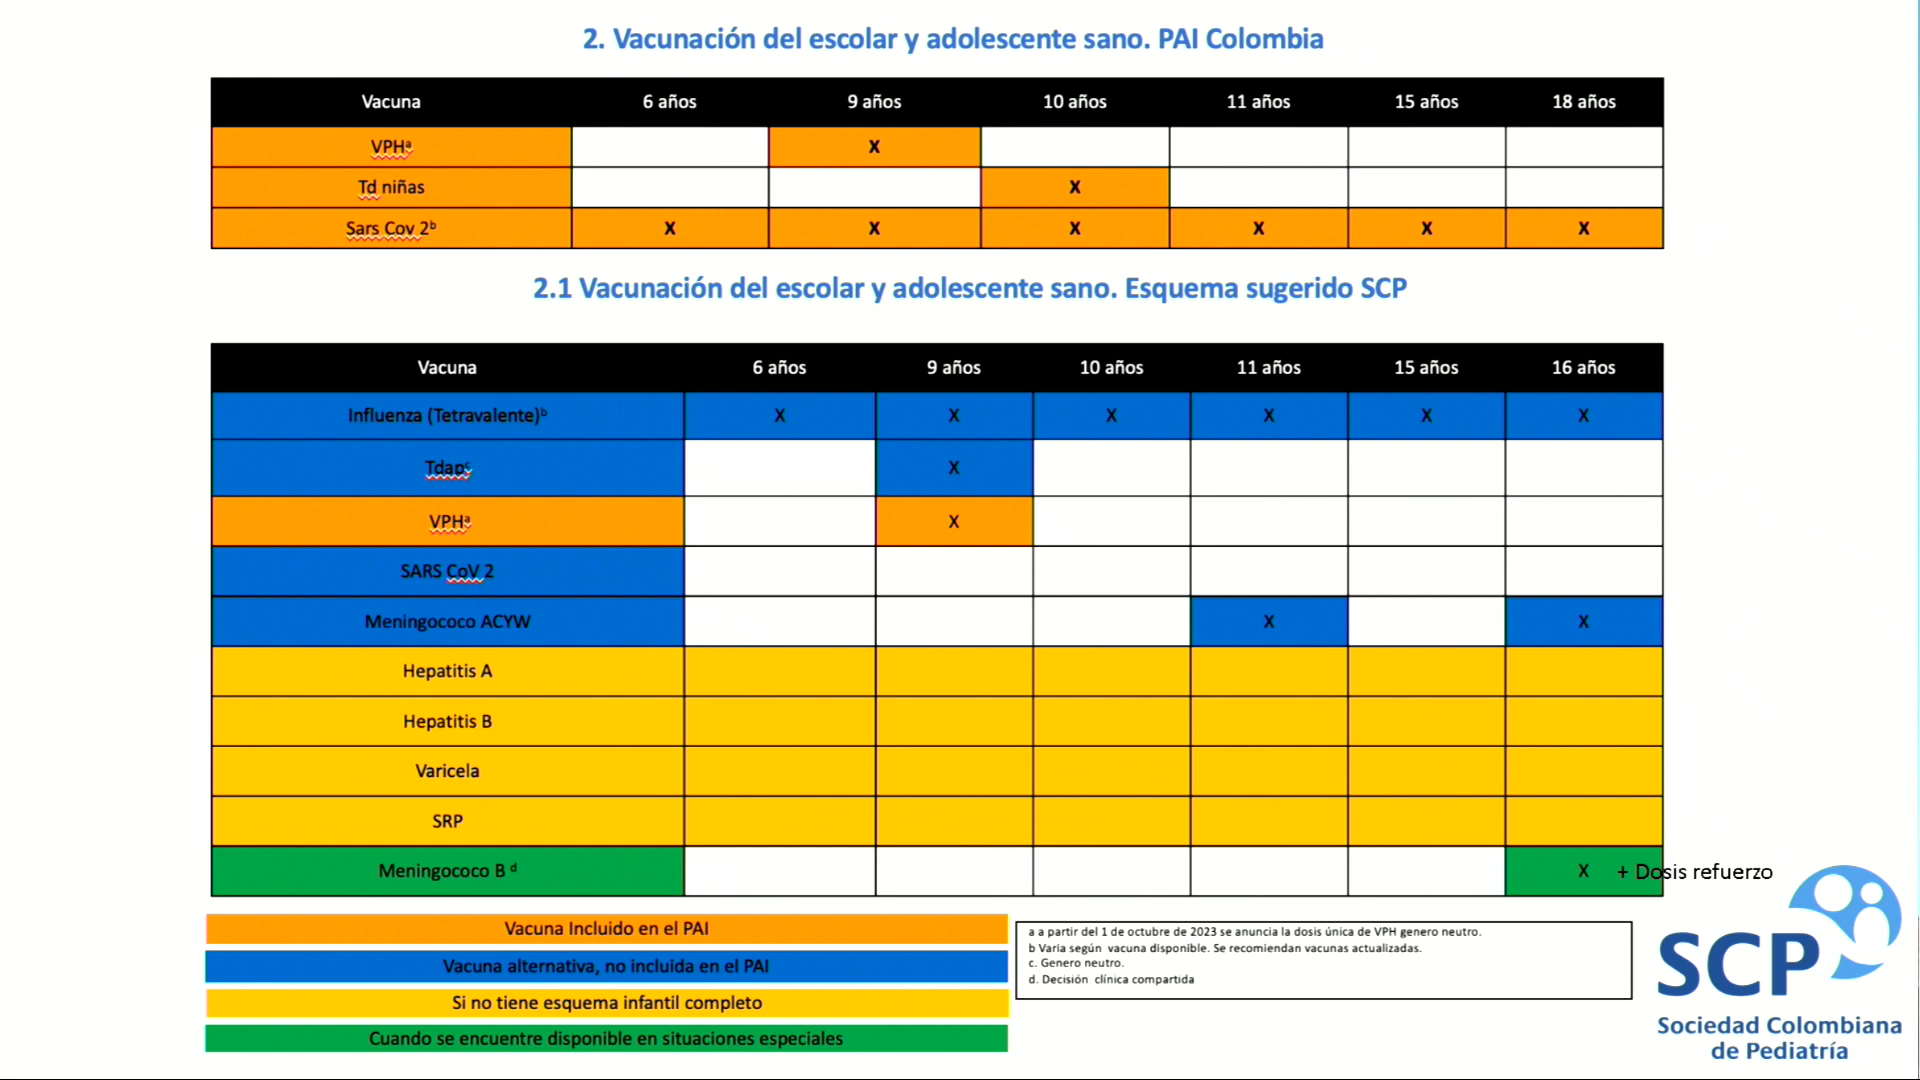 2. Vacunación del escolar y adolescente sano. PAI Colombia
Vacuna 6 años 9 años 10 años 11 años 15 años 18 años
VPHᵃ X
Td niñas X
Sars Cov 2ᵇ X X X X X X
2.1 Vacunación del escolar y adolescente sano. Esquema sugerido SCP
Vacuna 6 años 9 años 10 años 11 años 15 años 16 años
Influenza (Tetravalente)ᵇ X X X X X X
Tdapᶜ X
VPHᵃ X
SARS CoV 2
Meningococo ACYW X X
Hepatitis A
Hepatitis B
Varicela
SRP
Meningococo B ᵈ X + Dosis refuerzo
Vacuna Incluido en el PAI
Vacuna alternativa, no incluida en el PAI
Si no tiene esquema infantil completo
Cuando se encuentre disponible en situaciones especiales
a a partir del 1 de octubre de 2023 se anuncia la dosis única de VPH genero neutro.
b Varia según vacuna disponible. Se recomiendan vacunas actualizadas.
c. Genero neutro.
d. Decisión clínica compartida
SCP
Sociedad Colombiana
de Pediatría